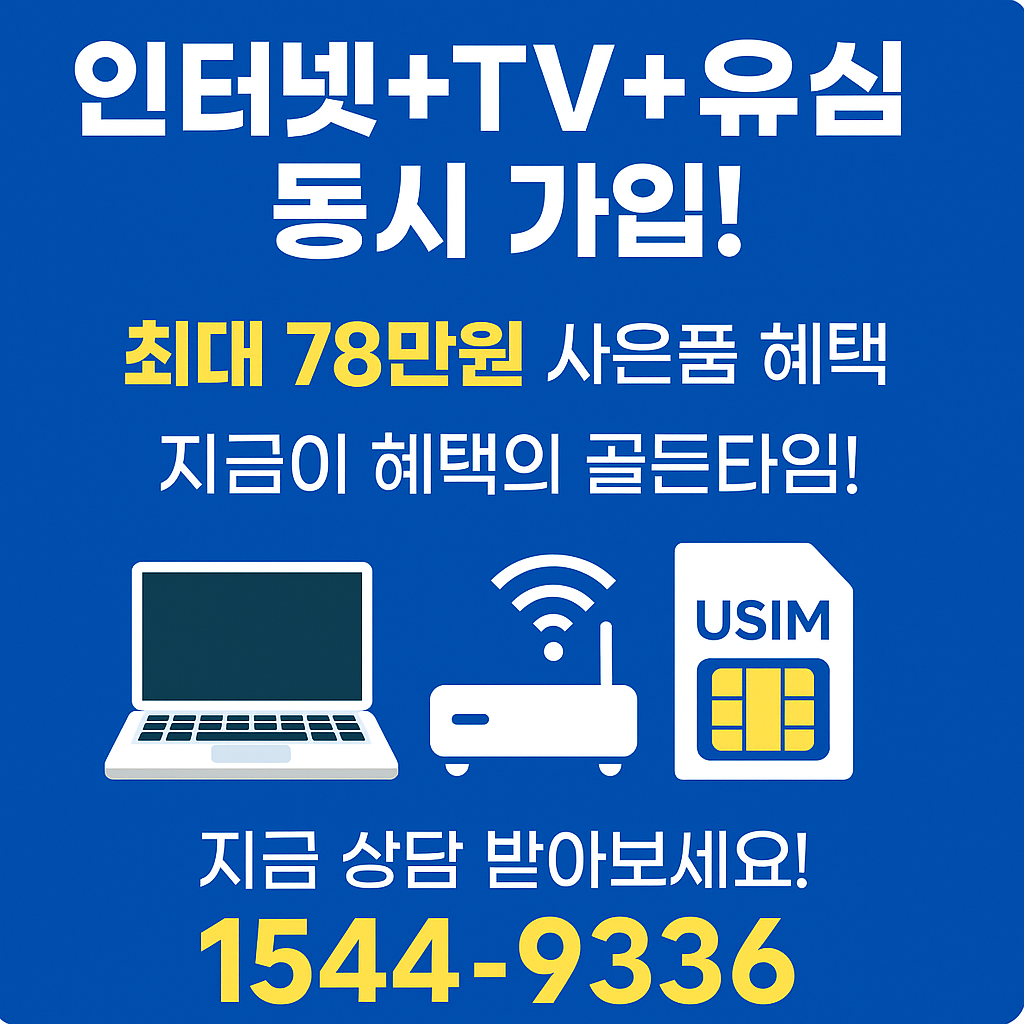 인터넷+TV+유심
동시 가입!
최대 78만원 사은품 혜택
지금이 혜택의 골든타임!
USIM
지금 상담 받아보세요!
1544-9336